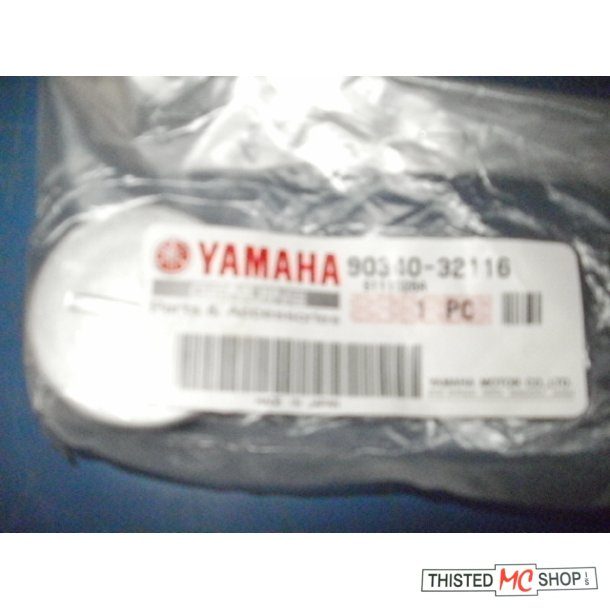 YAMAHA 90340-32116
Parts & Accessories
1 PC
YAMAHA MOTOR CO., LTD.
MADE IN JAPAN
THISTED MC SHOP I/S